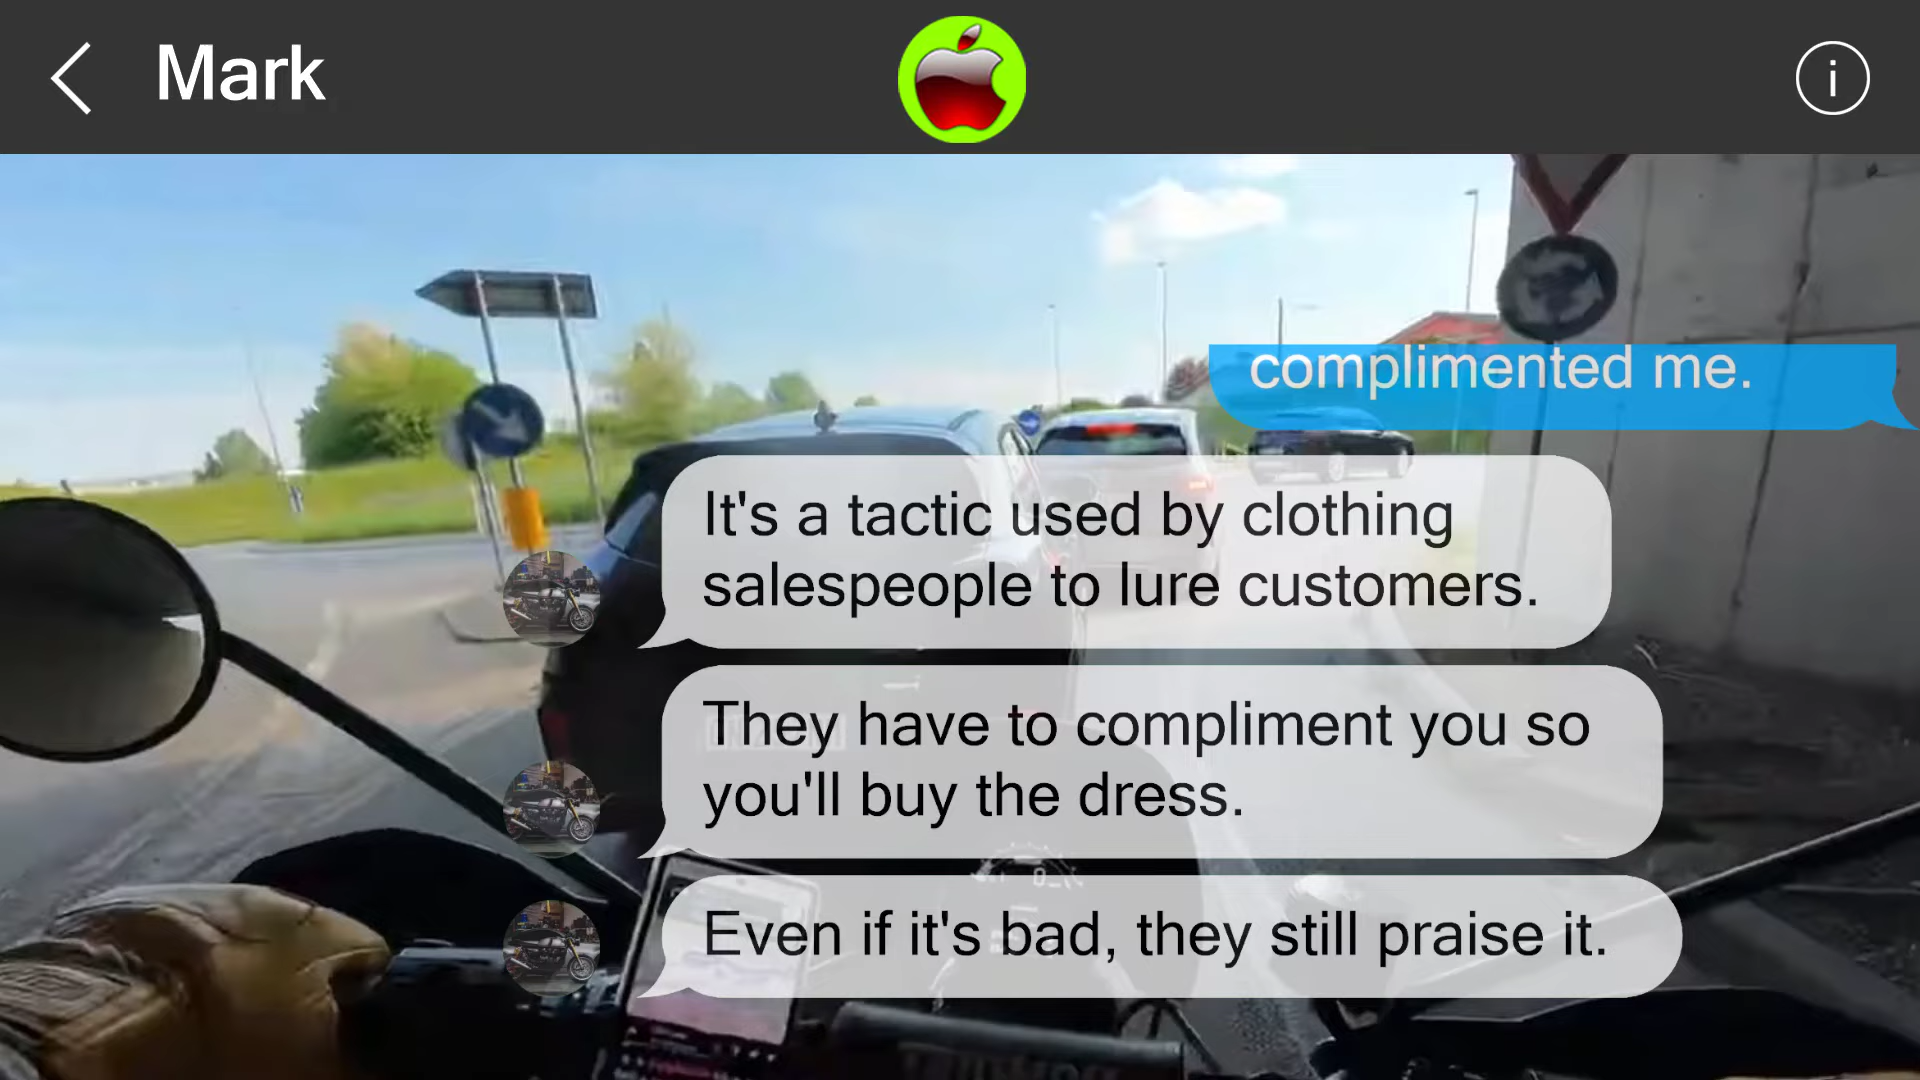 Mark
i
complimented me.
It's a tactic used by clothing
salespeople to lure customers.
They have to compliment you so
you'll buy the dress.
Even if it's bad, they still praise it.